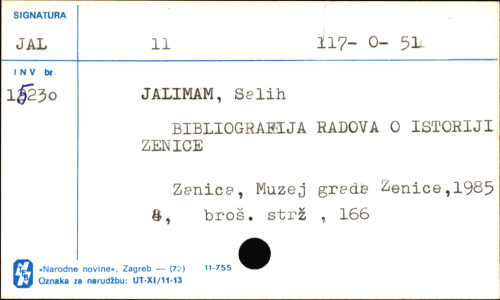 SIGNATURA
JAL 11 117- 0- 51
INV br.
15230
JALIMAM, Salih
BIBLIOGRAFIJA RADOVA O ISTORIJI
ZENICE
Zenica, Muzej grada Zenice,1985
8, broš. strž , 166
»Narodne novine«, Zagreb — (72) 11-755
Oznaka za narudžbu: UT-XI/11-13